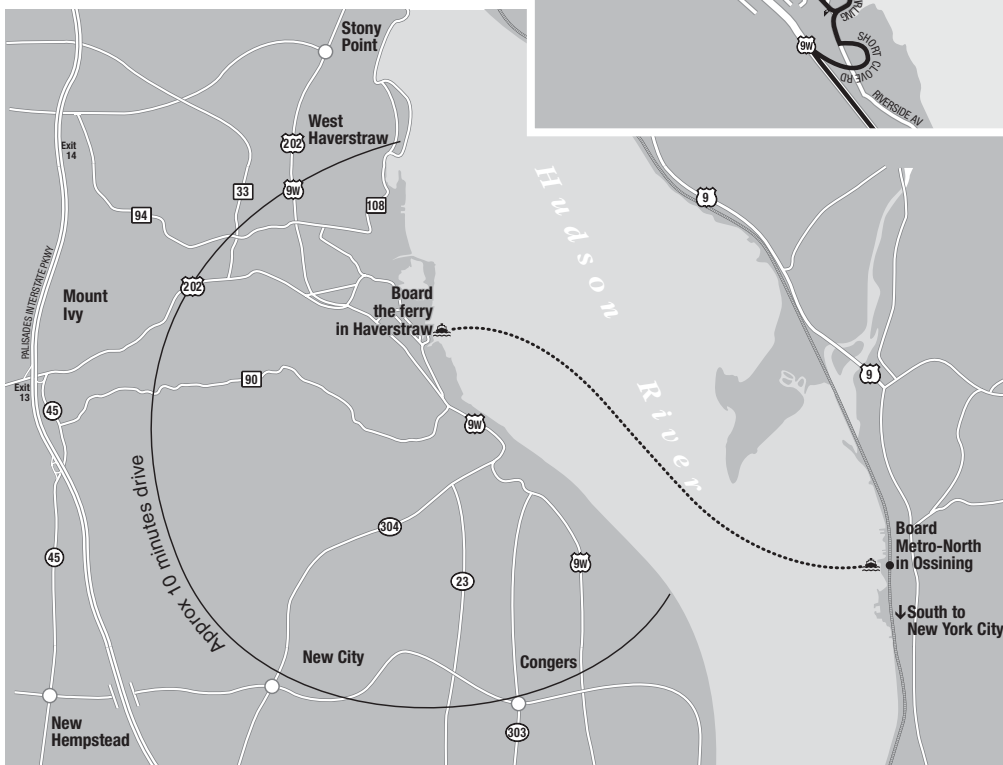 RLING
SHORT CLOVE RD
9W
RIVERSIDE AV
Stony
Point
West
Haverstraw
202
9W
Exit
14
33
94
108
9
PALISADES INTERSTATE PKWY
Hudson
River
202
Mount
Ivy
Board
the ferry
in Haverstraw
9
Exit
13
45
90
9W
Approx 10 minutes drive
304
45
23
9W
Board
Metro-North
in Ossining
South to
New York City
New City
Congers
New
Hempstead
303